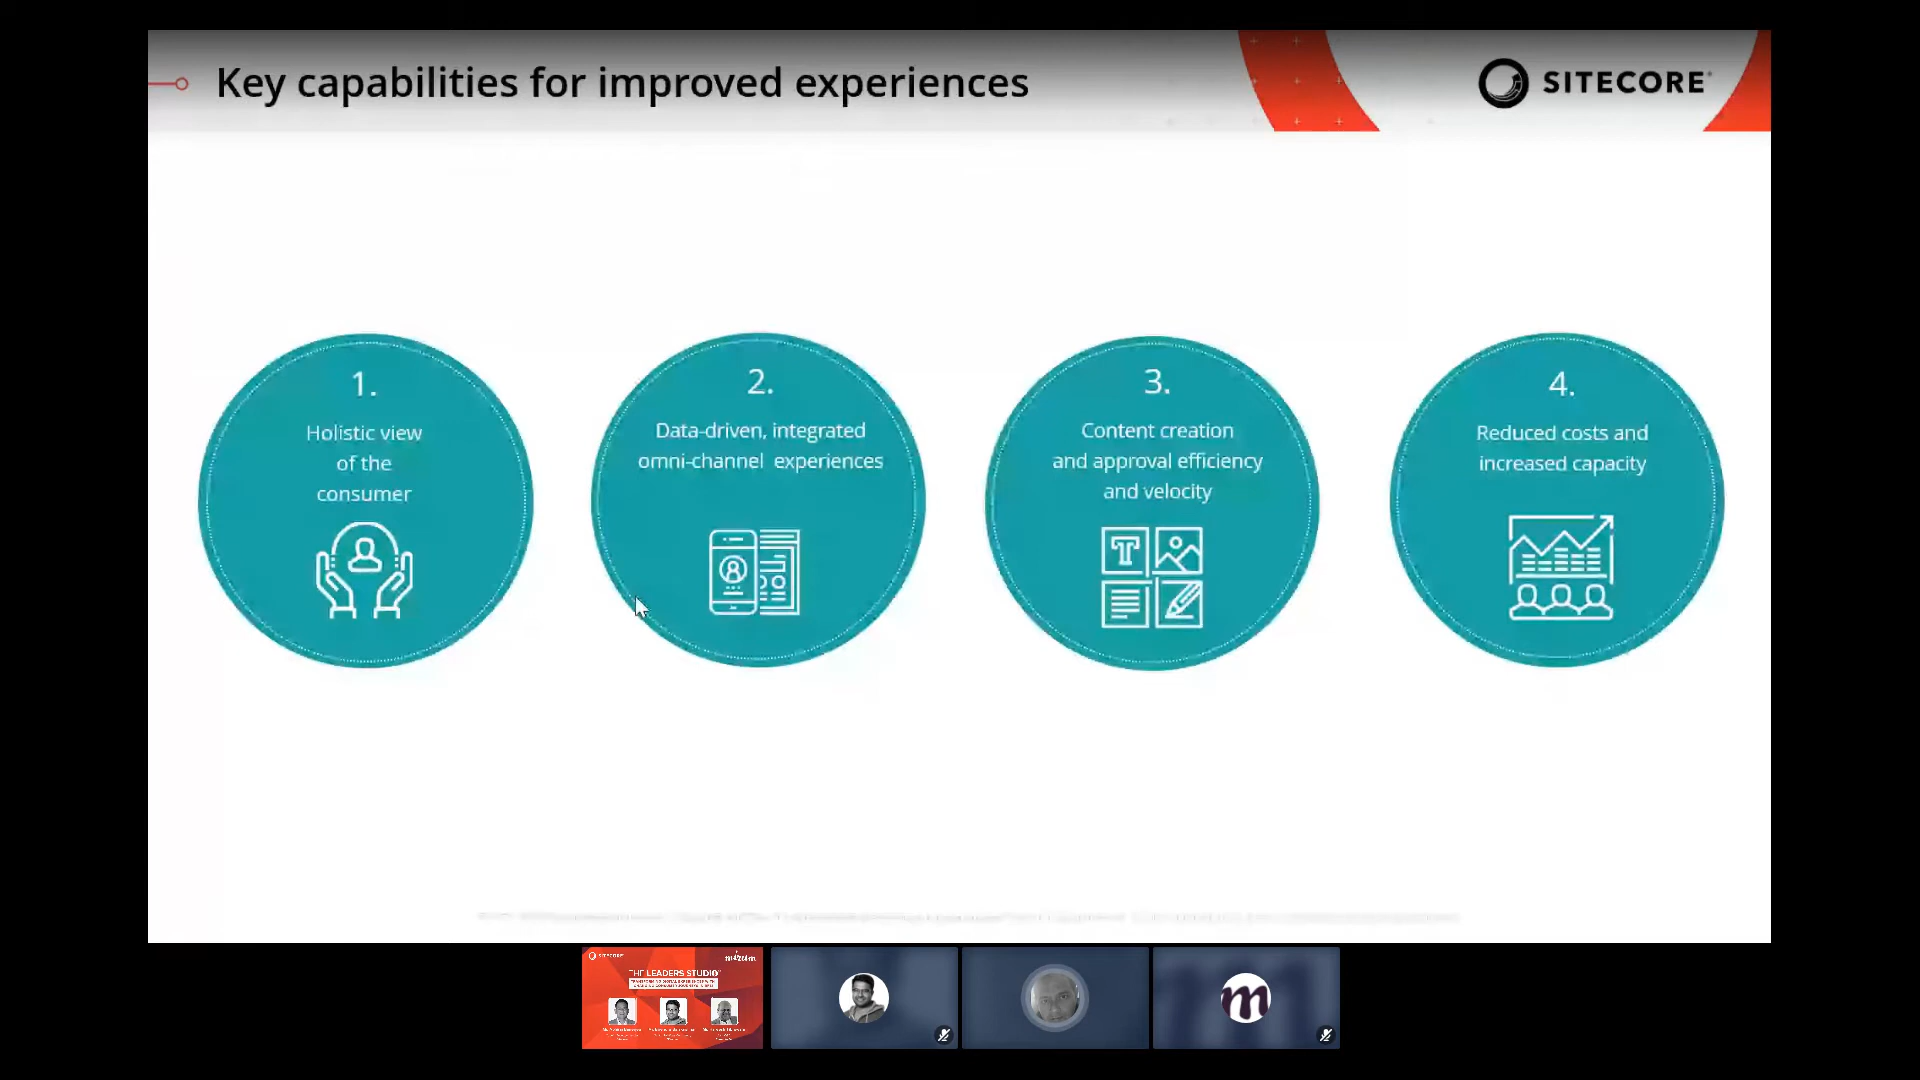 Key capabilities for improved experiences
SITECORE
1.
Holistic view
of the
consumer
2.
Data-driven, integrated
omni-channel experiences
3.
Content creation
and approval efficiency
and velocity
4.
Reduced costs and
increased capacity
T
SITECORE
THE LEADERS STUDIO
m